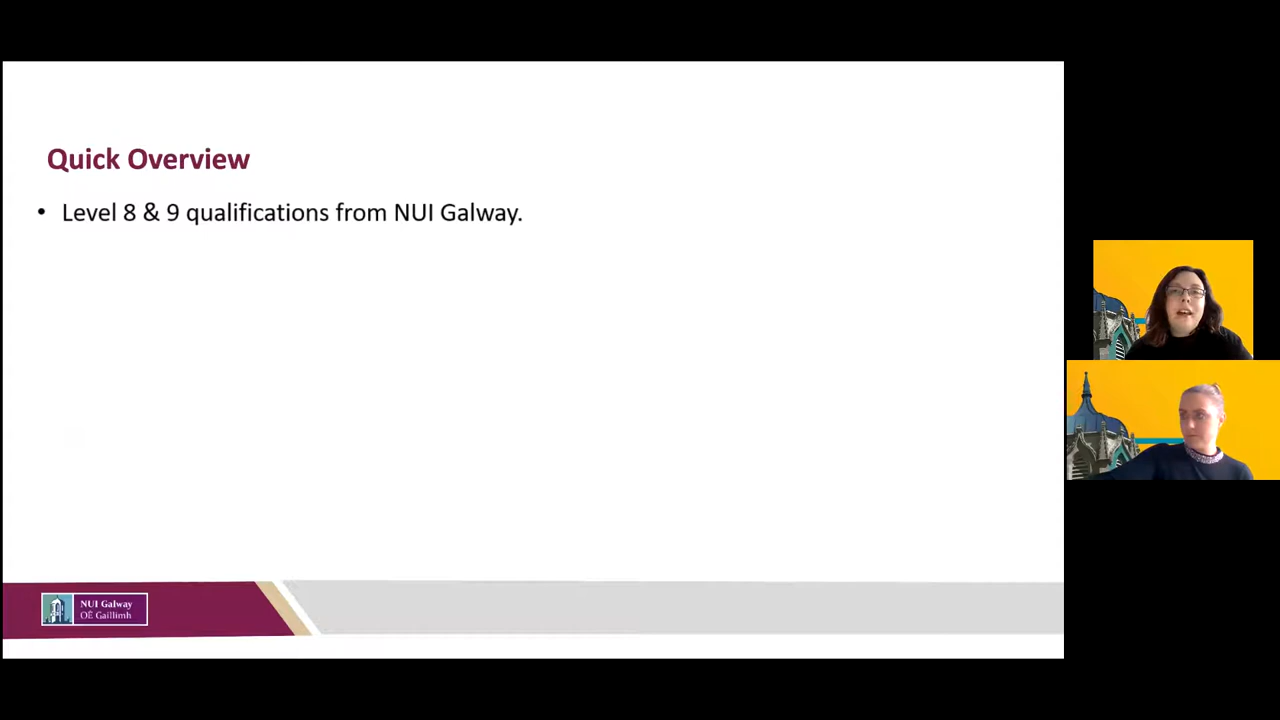 Quick Overview
• Level 8 & 9 qualifications from NUI Galway.
NUI Galway
OÉ Gaillimh